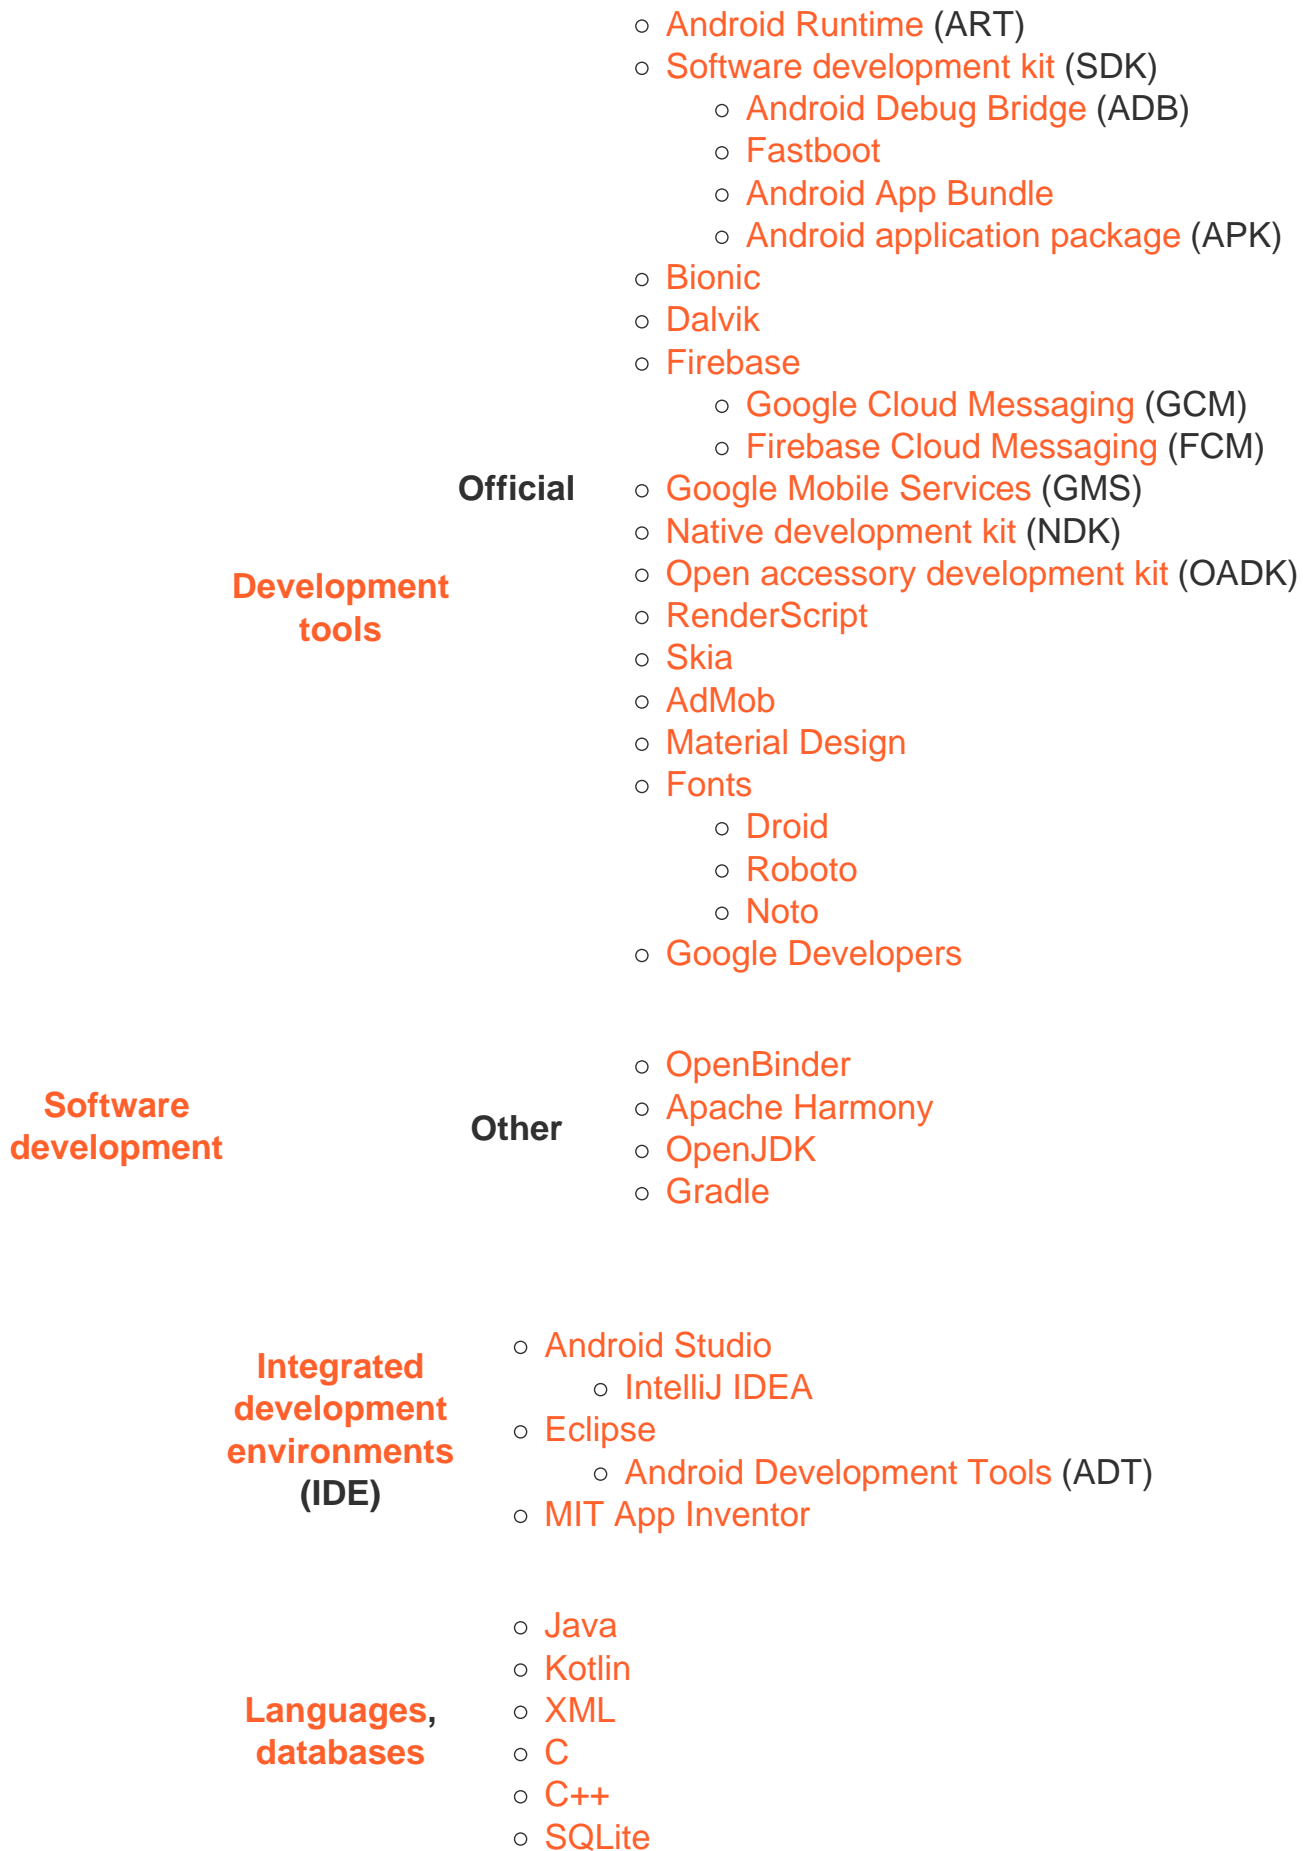 Software
development
Development
tools
Official
Android Runtime (ART)
Software development kit (SDK)
Android Debug Bridge (ADB)
Fastboot
Android App Bundle
Android application package (APK)
Bionic
Dalvik
Firebase
Google Cloud Messaging (GCM)
Firebase Cloud Messaging (FCM)
Google Mobile Services (GMS)
Native development kit (NDK)
Open accessory development kit (OADK)
RenderScript
Skia
AdMob
Material Design
Fonts
Droid
Roboto
Noto
Google Developers
Other
OpenBinder
Apache Harmony
OpenJDK
Gradle
Integrated
development
environments
(IDE)
Android Studio
IntelliJ IDEA
Eclipse
Android Development Tools (ADT)
MIT App Inventor
Languages,
databases
Java
Kotlin
XML
C
C++
SQLite